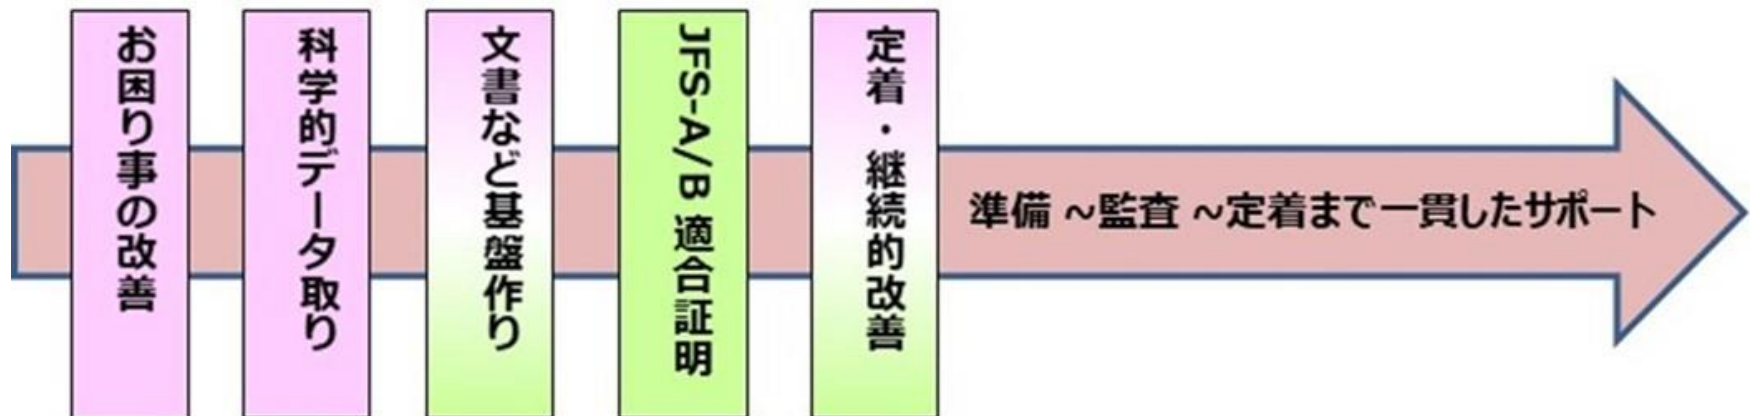 お困り事の改善
科学的データ取り
文書など基盤作り
JFS-A/B 適合証明
定着・継続的改善
準備 ~監査 ~定着まで一貫したサポート